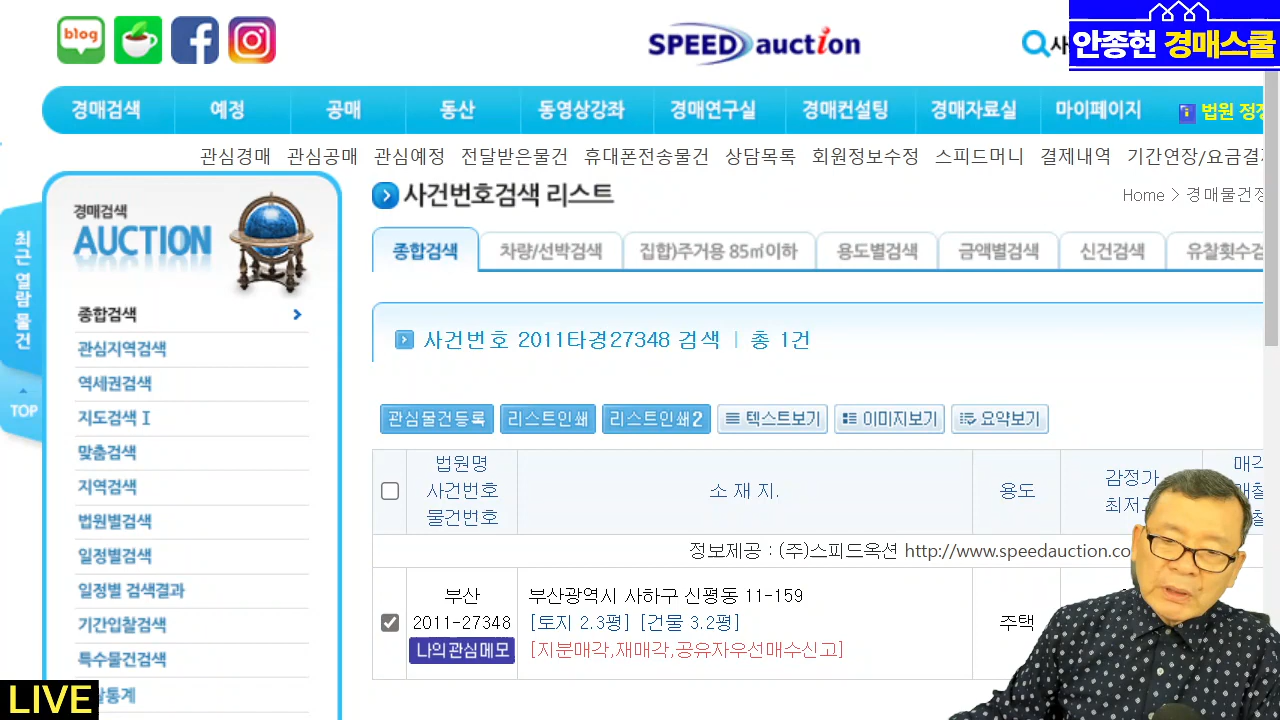 blog
SPEED auction
안종현 경매스쿨
경매검색 예정 공매 동산 동영상강좌 경매연구실 경매컨설팅 경매자료실 마이페이지 법원
관심경매 관심공매 관심예정 전달받은물건 휴대폰전송물건 상담목록 회원정보수정 스피드머니 결제내역
사건번호검색 리스트
Home > 경매물건
경매검색
AUCTION
최근 열람 물건
TOP
종합검색
관심지역검색
역세권검색
지도검색 I
맞춤검색
지역검색
법원별검색
일정별검색
일정별 검색결과
기간입찰검색
특수물건검색
통계
종합검색 차량/선박검색 집합)주거용 85㎡이하 용도별검색 금액별검색 신건검색
사건번호 2011타경27348 검색 | 총 1건
관심물건등록 리스트인쇄 리스트인쇄2 텍스트보기 이미지보기 요약보기
법원명
사건번호
물건번호
소 재 지.
용도
감정가
정보제공 : (주)스피드옥션 http://www.speedauction.co
부산
2011-27348
나의관심메모
부산광역시 사하구 신평동 11-159
[토지 2.3평] [건물 3.2평]
[지분매각,재매각,공유자우선매수신고]
주택
LIVE